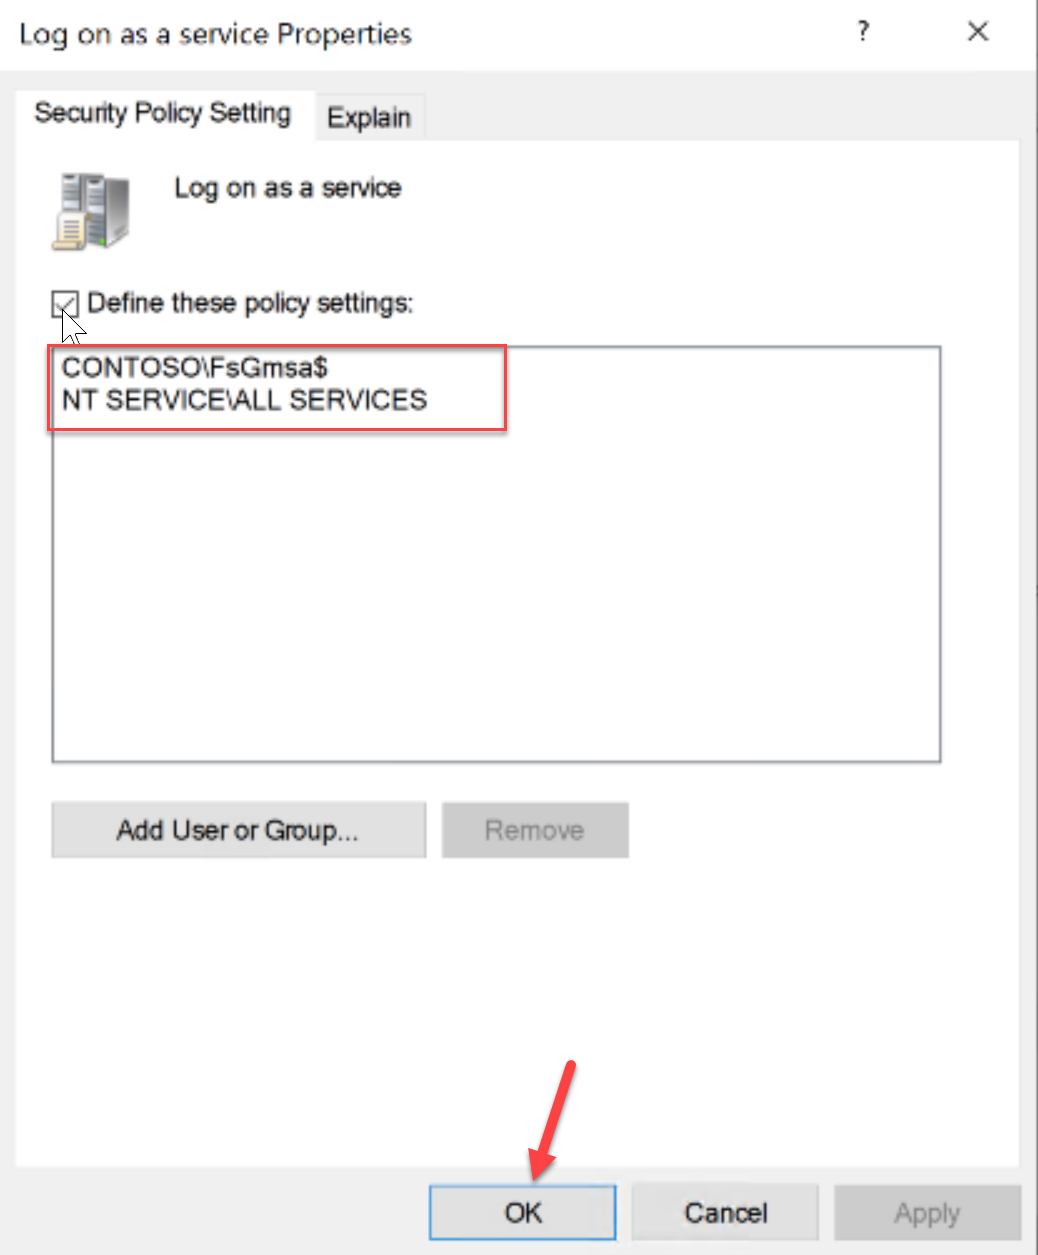 Log on as a service Properties
?
Security Policy Setting
Explain
Log on as a service
Define these policy settings:
CONTOSO\FsGmsa$
NT SERVICE\ALL SERVICES
Add User or Group...
Remove
OK
Cancel
Apply